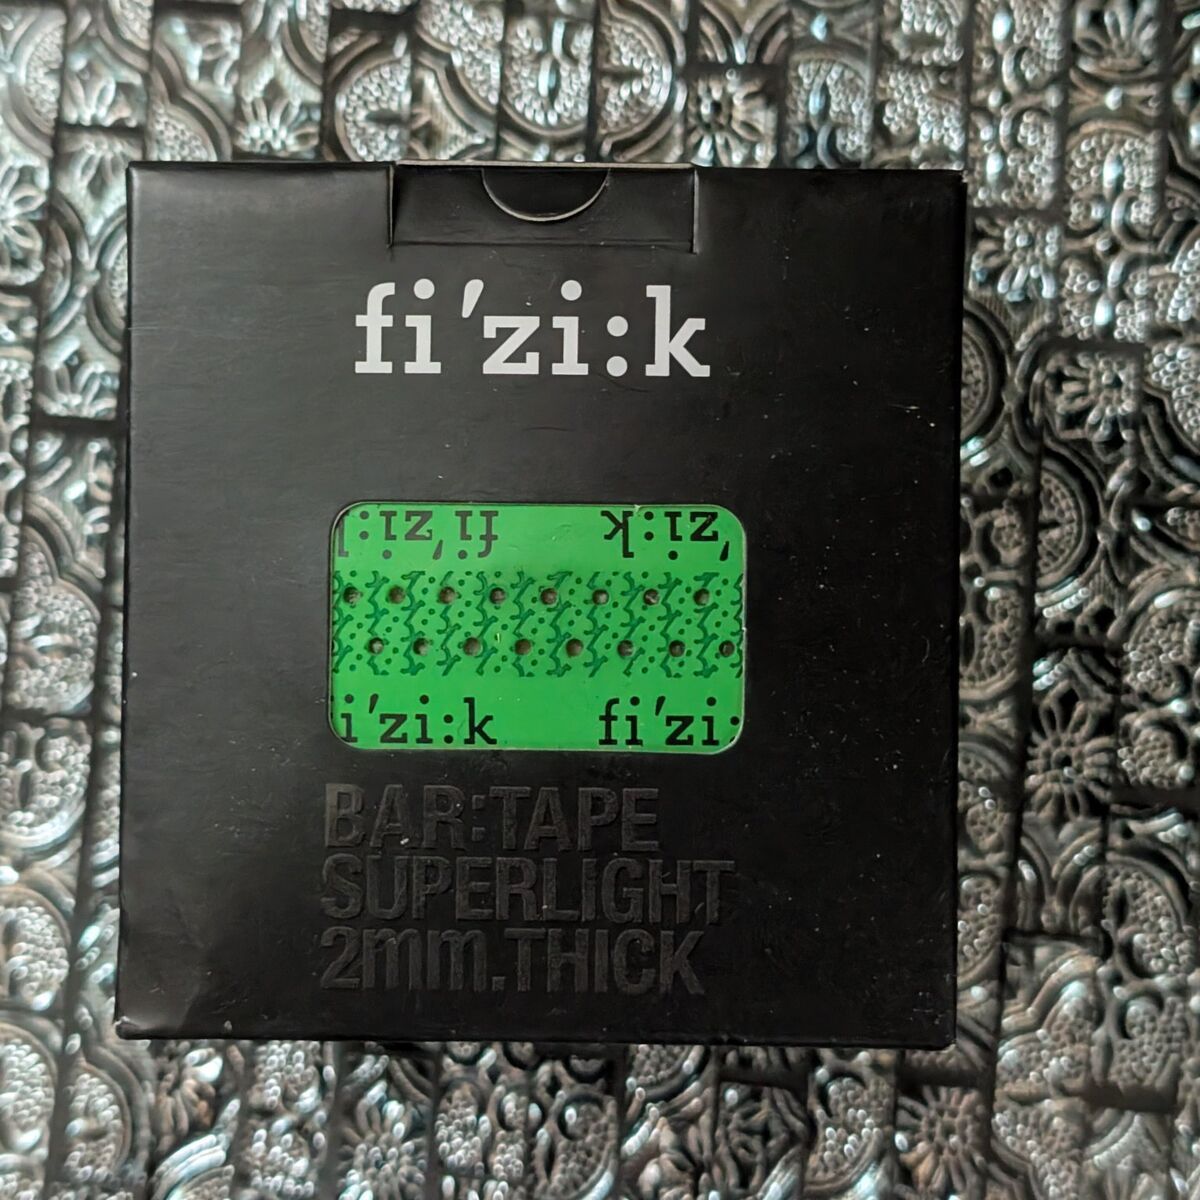 fi'zi:k
fi'zi:
'zi:k
i'zi:k fi'zi:
BAR:TAPE
SUPERLIGHT
2mm.THICK